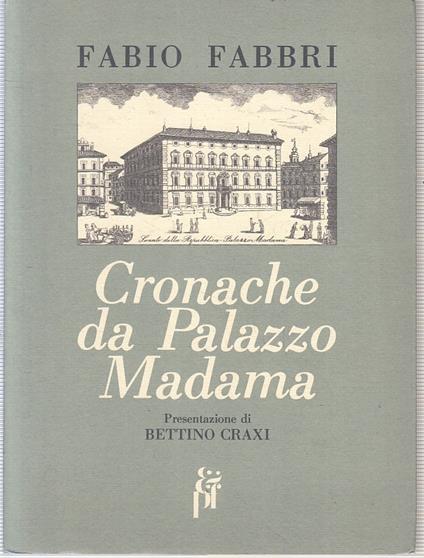 FABIO FABBRI
Senato della Repubblica - Palazzo Madama
Cronache
da Palazzo
Madama
Presentazione di
BETTINO CRAXI